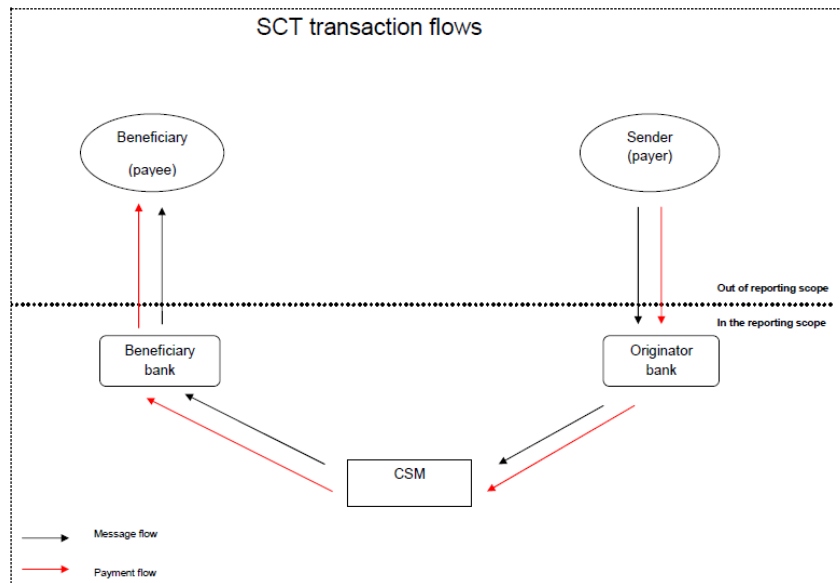 SCT transaction flows
Beneficiary
(payee)
Sender
(payer)
Out of reporting scope
In the reporting scope
Beneficiary
bank
Originator
bank
CSM
Message flow
Payment flow